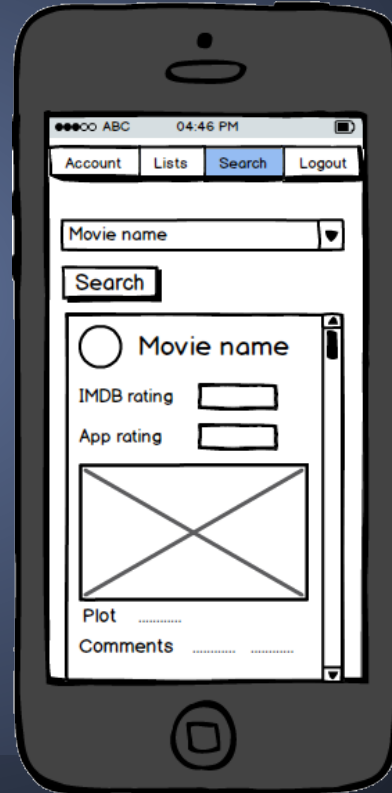 ABC 04:46 PM
Account Lists Search Logout
Movie name
Search
Movie name
IMDB rating
App rating
Plot ............
Comments ............ ............